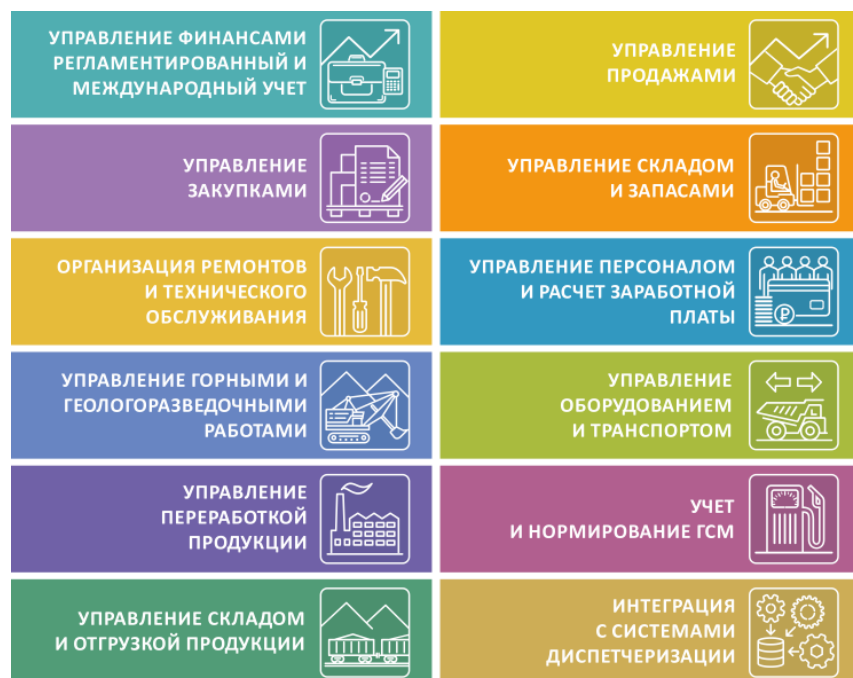 УПРАВЛЕНИЕ ФИНАНСАМИ
РЕГЛАМЕНТИРОВАННЫЙ И
МЕЖДУНАРОДНЫЙ УЧЕТ
УПРАВЛЕНИЕ
ПРОДАЖАМИ
УПРАВЛЕНИЕ
ЗАКУПКАМИ
УПРАВЛЕНИЕ СКЛАДОМ
И ЗАПАСАМИ
ОРГАНИЗАЦИЯ РЕМОНТОВ
И ТЕХНИЧЕСКОГО
ОБСЛУЖИВАНИЯ
УПРАВЛЕНИЕ ПЕРСОНАЛОМ
И РАСЧЕТ ЗАРАБОТНОЙ
ПЛАТЫ
УПРАВЛЕНИЕ ГОРНЫМИ И
ГЕОЛОГОРАЗВЕДОЧНЫМИ
РАБОТАМИ
УПРАВЛЕНИЕ
ОБОРУДОВАНИЕМ
И ТРАНСПОРТОМ
УПРАВЛЕНИЕ
ПЕРЕРАБОТКОЙ
ПРОДУКЦИИ
УЧЕТ
И НОРМИРОВАНИЕ ГСМ
УПРАВЛЕНИЕ СКЛАДОМ
И ОТГРУЗКОЙ ПРОДУКЦИИ
ИНТЕГРАЦИЯ
С СИСТЕМАМИ
ДИСПЕТЧЕРИЗАЦИИ